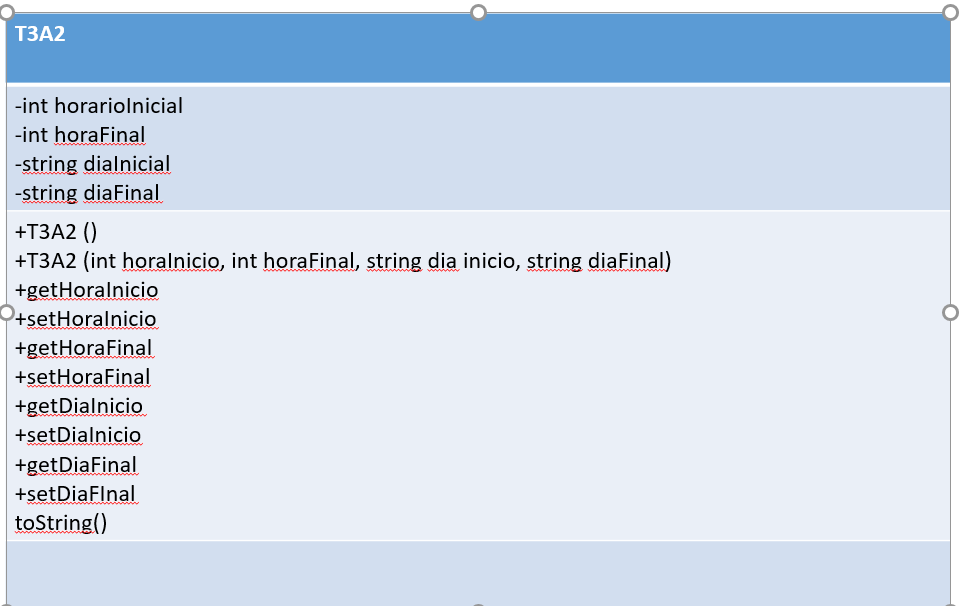 T3A2
-int horarioInicial
-int horaFinal
-string diaInicial
-string diaFinal
+T3A2 ()
+T3A2 (int horaInicio, int horaFinal, string dia inicio, string diaFinal)
+getHoraInicio
+setHoraInicio
+getHoraFinal
+setHoraFinal
+getDiaInicio
+setDiaInicio
+getDiaFinal
+setDiaFInal
toString()